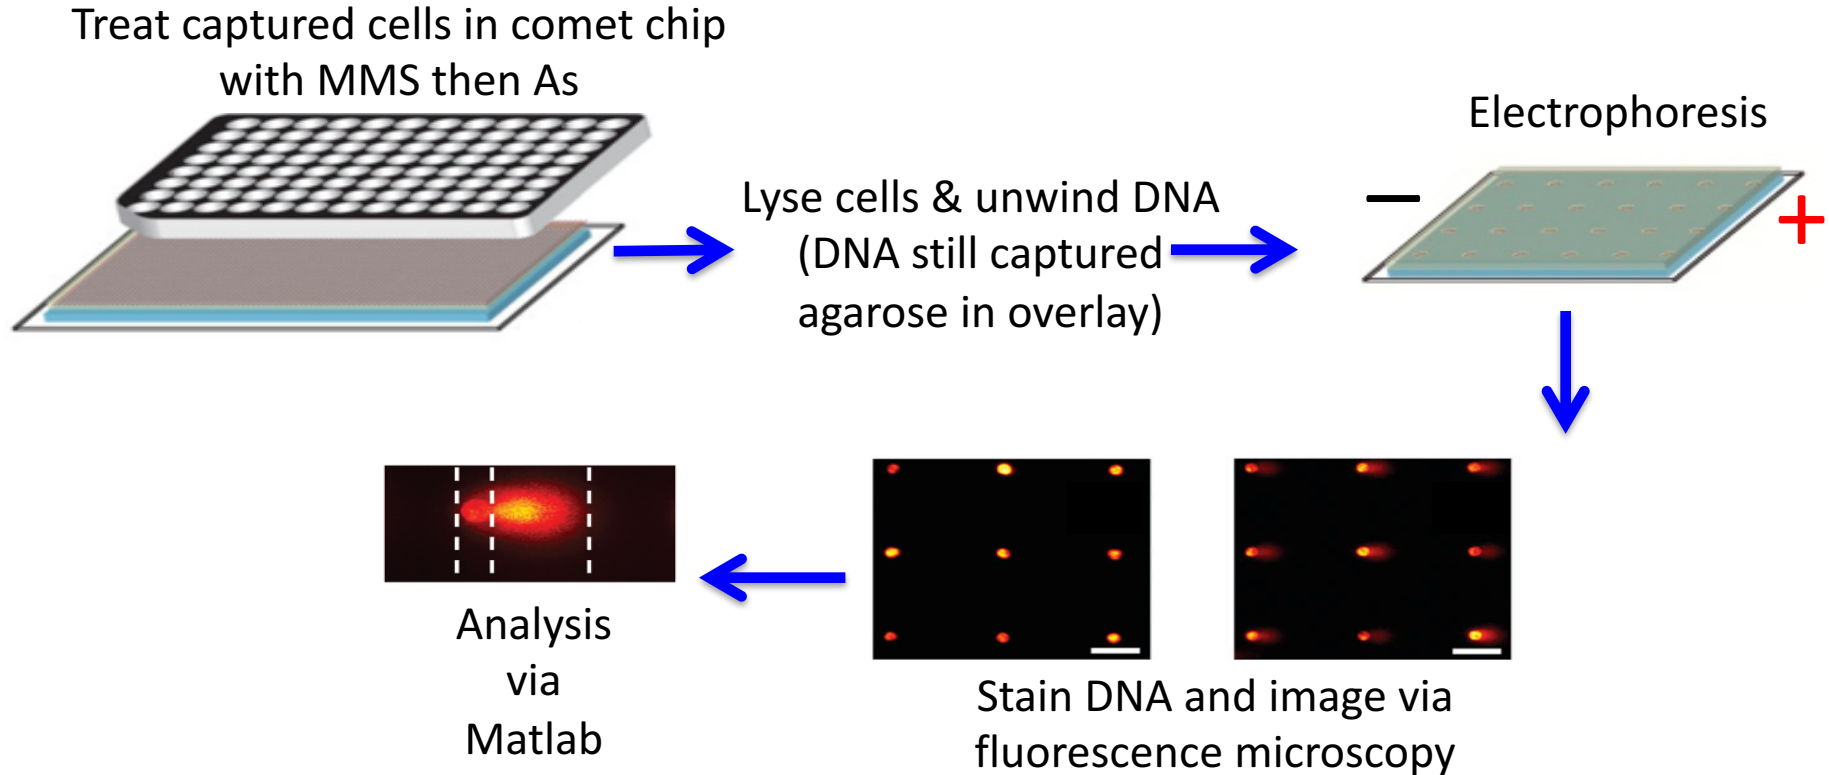 Treat captured cells in comet chip
with MMS then As
Lyse cells & unwind DNA
(DNA still captured
agarose in overlay)
Electrophoresis
−
+
Stain DNA and image via
fluorescence microscopy
Analysis
via
Matlab